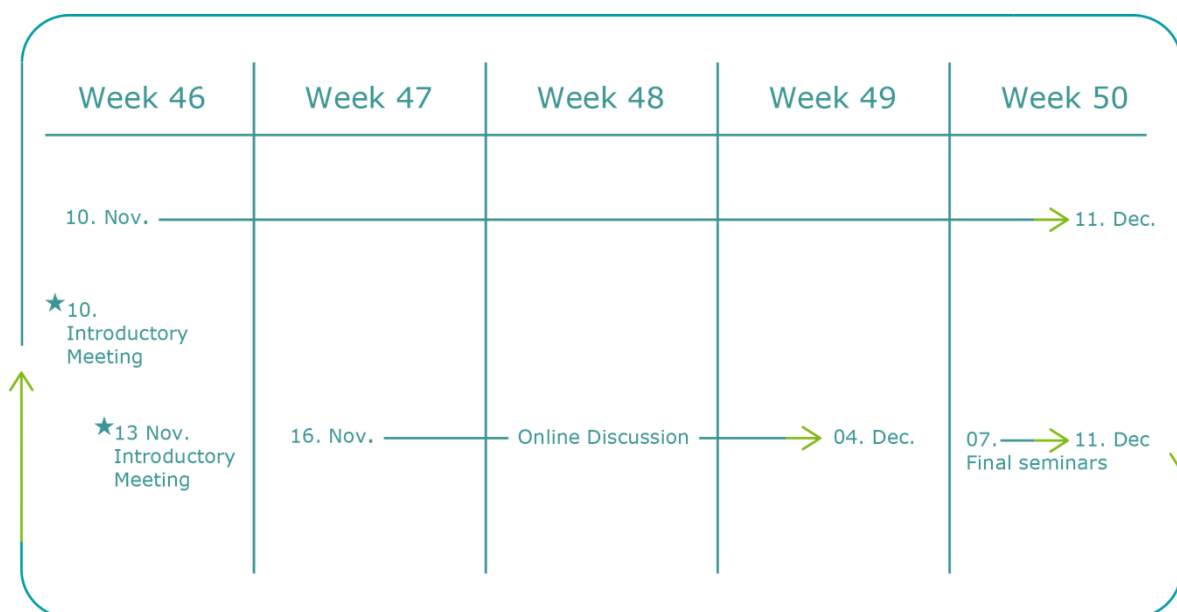 Week 46
Week 47
Week 48
Week 49
Week 50
10. Nov.
11. Dec.
10.
Introductory
Meeting
13 Nov.
Introductory
Meeting
16. Nov.
Online Discussion
04. Dec.
07.
11. Dec
Final seminars